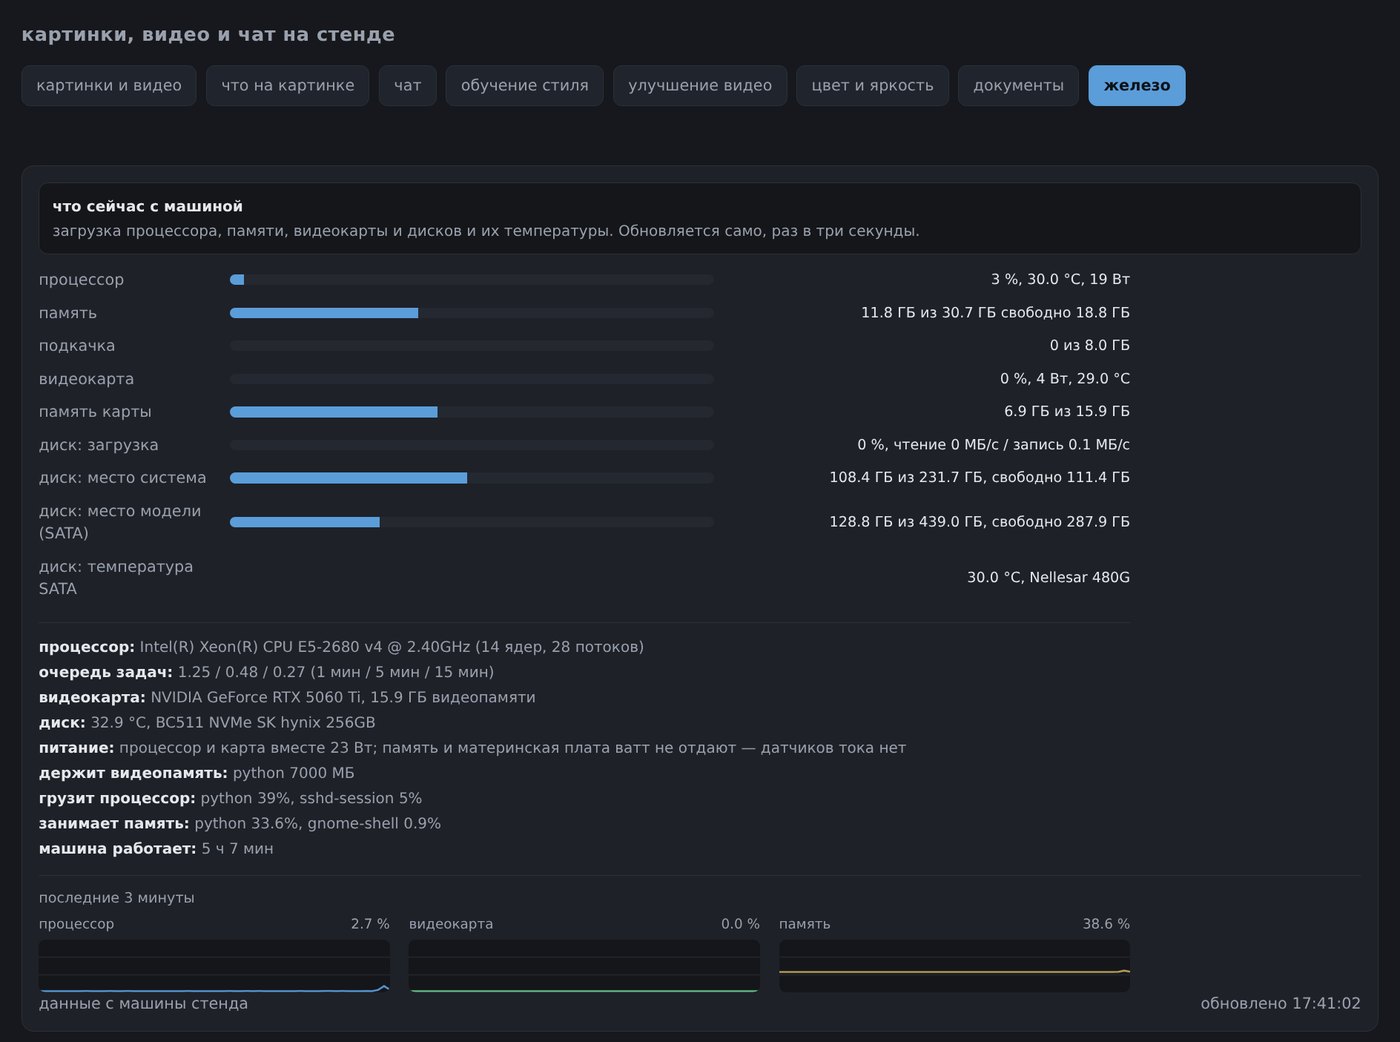 картинки, видео и чат на стенде
картинки и видео что на картинке чат обучение стиля улучшение видео цвет и яркость документы железо
что сейчас с машиной
загрузка процессора, памяти, видеокарты и дисков и их температуры. Обновляется само, раз в три секунды.
процессор 3 %, 30.0 °C, 19 Вт
память 11.8 ГБ из 30.7 ГБ свободно 18.8 ГБ
подкачка 0 из 8.0 ГБ
видеокарта 0 %, 4 Вт, 29.0 °C
память карты 6.9 ГБ из 15.9 ГБ
диск: загрузка 0 %, чтение 0 МБ/с / запись 0.1 МБ/с
диск: место система 108.4 ГБ из 231.7 ГБ, свободно 111.4 ГБ
диск: место модели
(SATA) 128.8 ГБ из 439.0 ГБ, свободно 287.9 ГБ
диск: температура
SATA 30.0 °C, Nellesar 480G
процессор: Intel(R) Xeon(R) CPU E5-2680 v4 @ 2.40GHz (14 ядер, 28 потоков)
очередь задач: 1.25 / 0.48 / 0.27 (1 мин / 5 мин / 15 мин)
видеокарта: NVIDIA GeForce RTX 5060 Ti, 15.9 ГБ видеопамяти
диск: 32.9 °C, BC511 NVMe SK hynix 256GB
питание: процессор и карта вместе 23 Вт; память и материнская плата ватт не отдают — датчиков тока нет
держит видеопамять: python 7000 МБ
грузит процессор: python 39%, sshd-session 5%
занимает память: python 33.6%, gnome-shell 0.9%
машина работает: 5 ч 7 мин
последние 3 минуты
процессор 2.7 % видеокарта 0.0 % память 38.6 %
данные с машины стенда обновлено 17:41:02